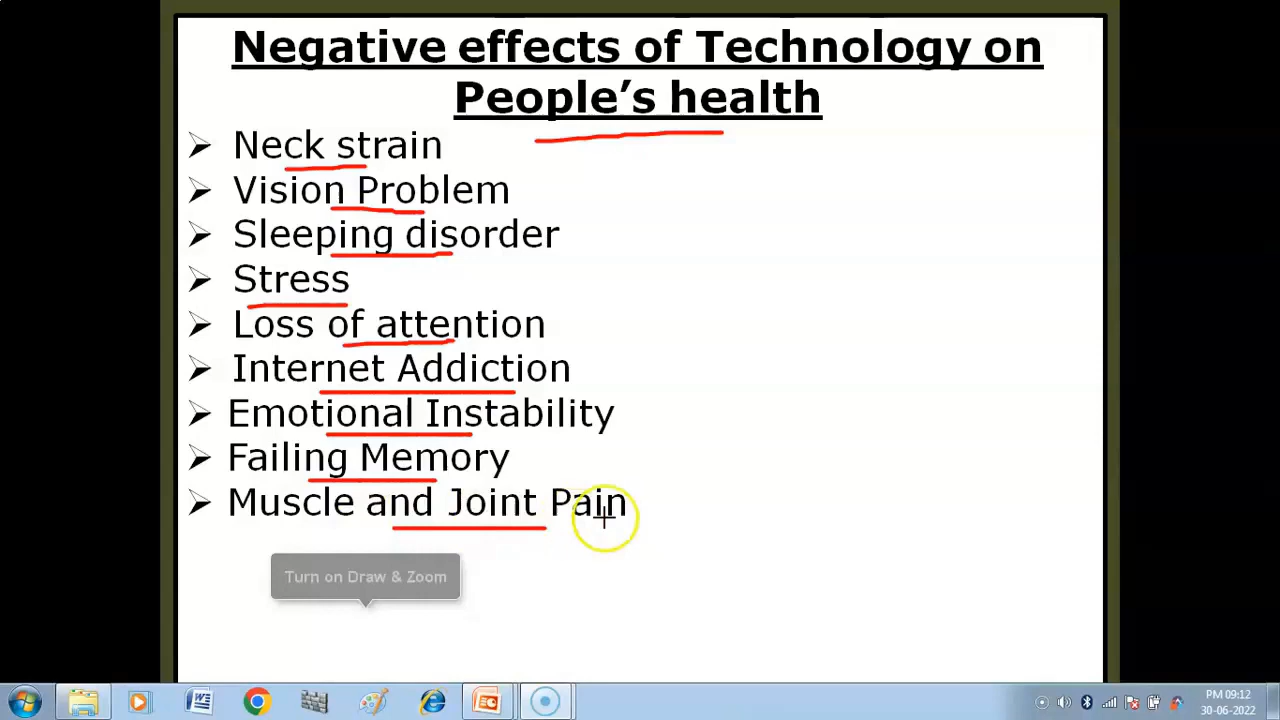 Negative effects of Technology on
People's health
Neck strain
Vision Problem
Sleeping disorder
Stress
Loss of attention
Internet Addiction
Emotional Instability
Failing Memory
Muscle and Joint Pain
Turn on Draw & Zoom
PM 09:12
30-06-2022